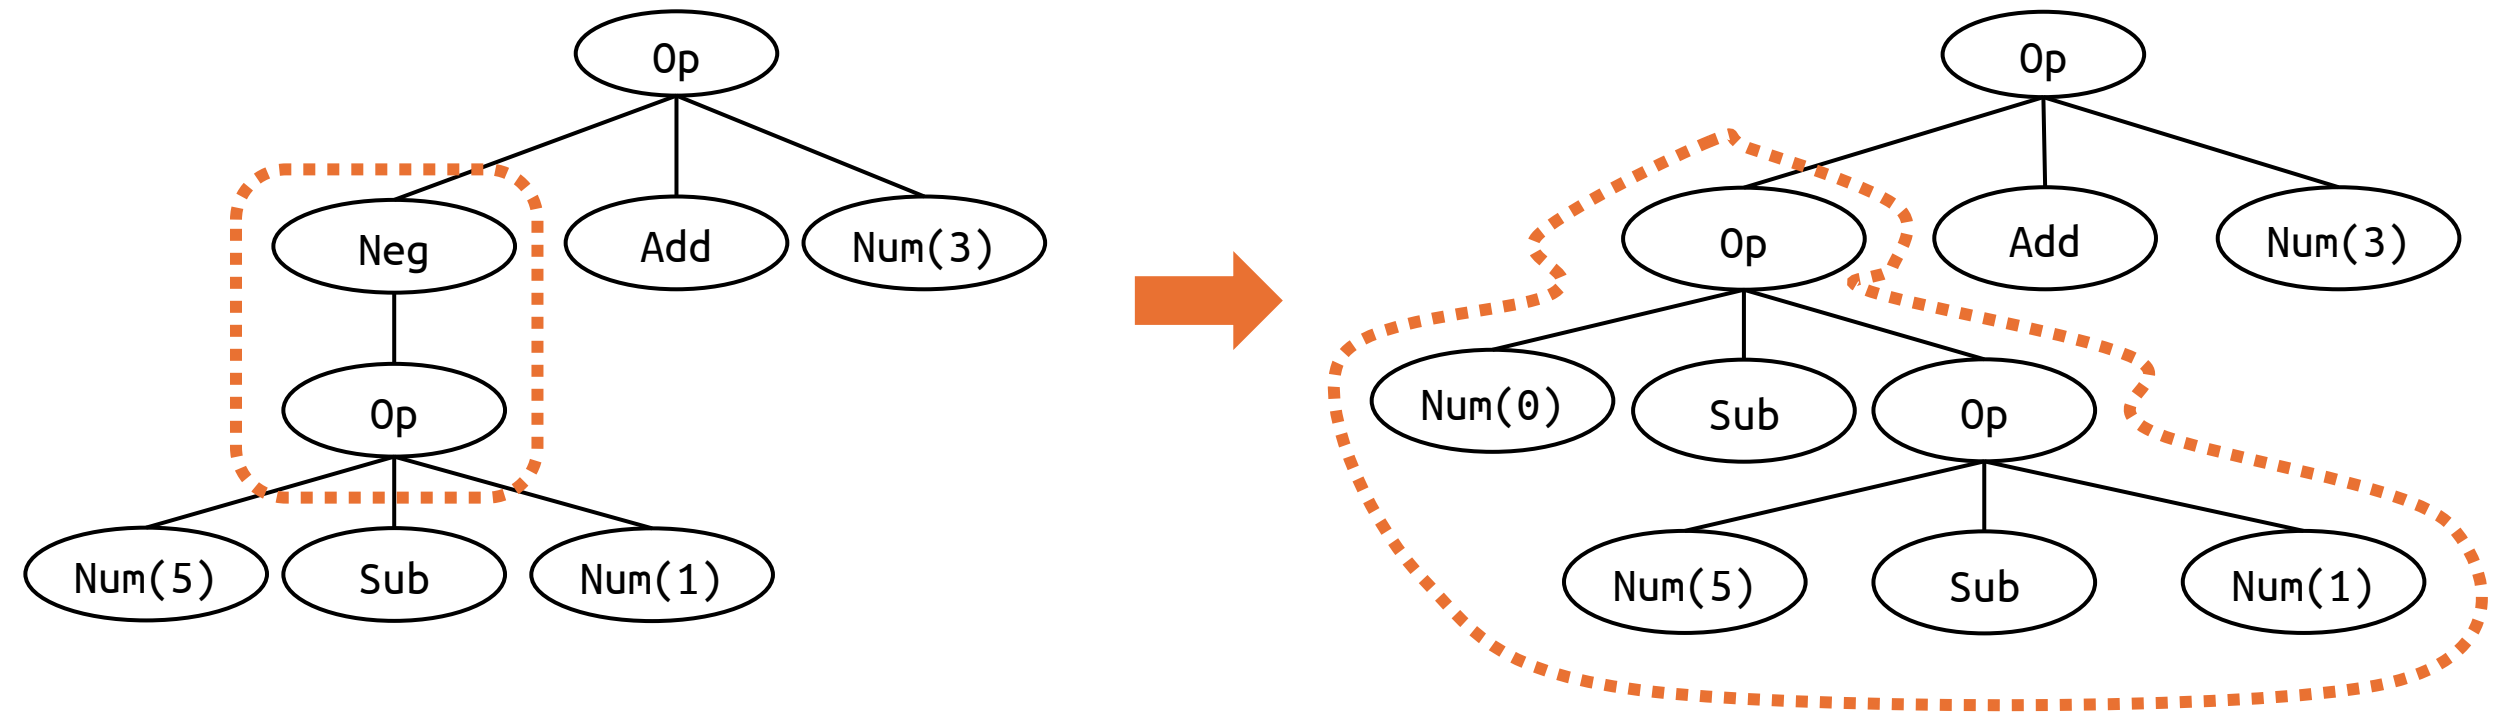 Op
Neg
Add
Num(3)
Op
Num(5)
Sub
Num(1)
Op
Op
Add
Num(3)
Num(0)
Sub
Op
Num(5)
Sub
Num(1)